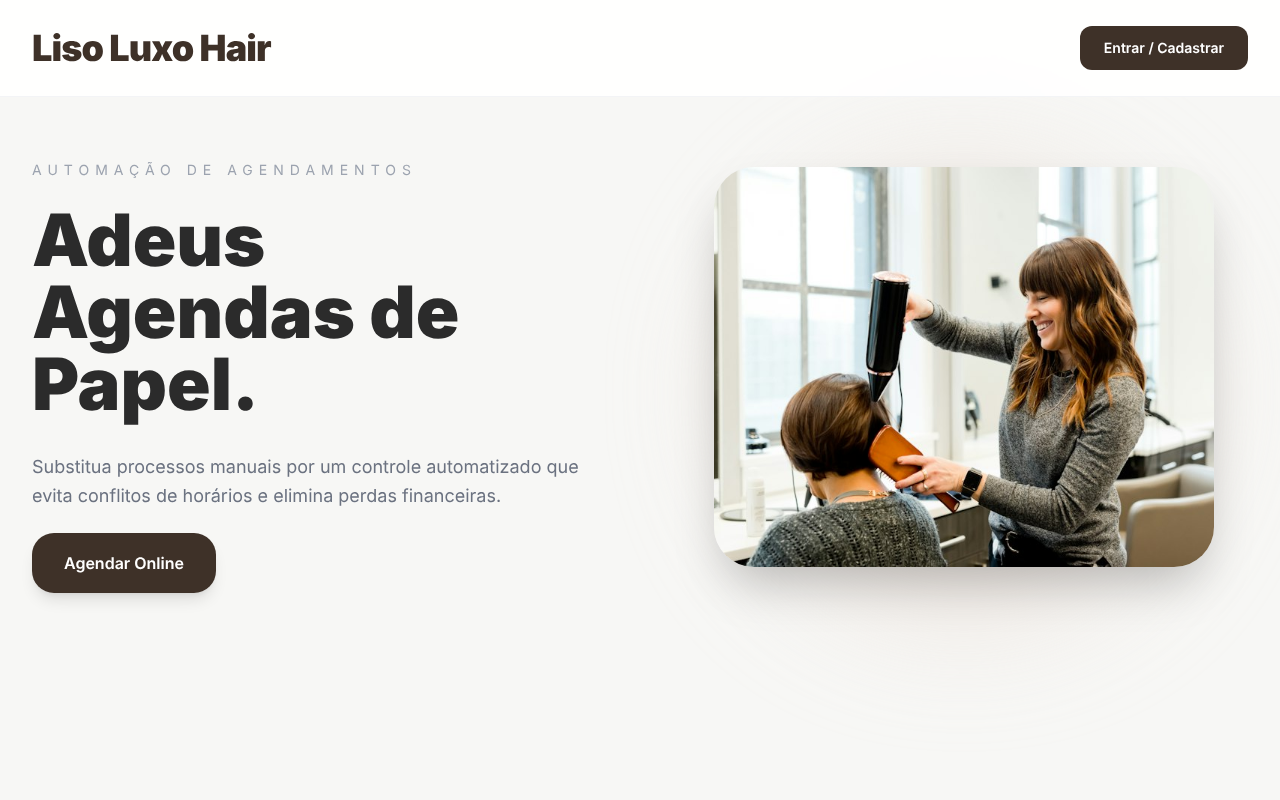 Liso Luxo Hair
Entrar / Cadastrar
AUTOMAÇÃO DE AGENDAMENTOS
Adeus
Agendas de
Papel.
Substitua processos manuais por um controle automatizado que
evita conflitos de horários e elimina perdas financeiras.
Agendar Online